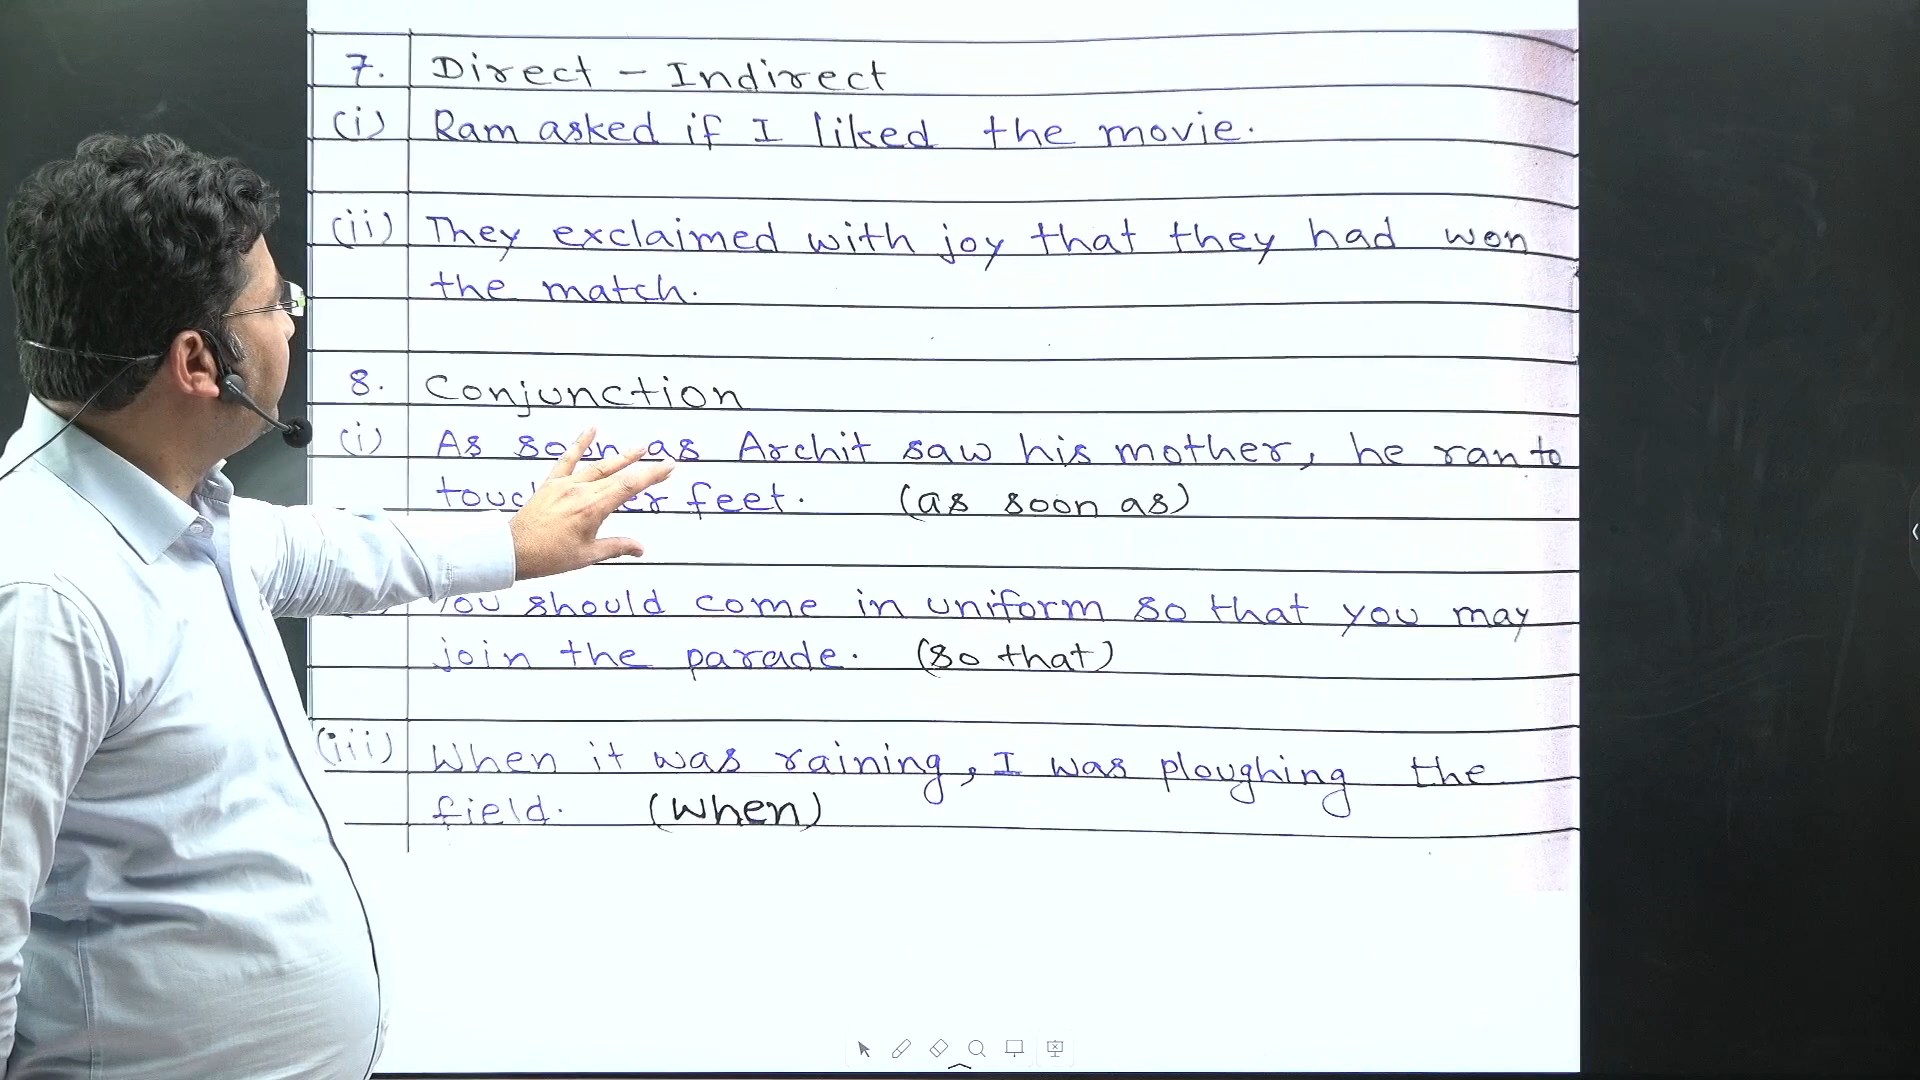 7. Direct - Indirect
(i) Ram asked if I liked the movie.
(ii) They exclaimed with joy that they had won
the match.
8. Conjunction
(i) As soon as Archit saw his mother, he ran to
feet. (as soon as)
You should come in uniform so that you may
join the parade. (so that)
(iii) When it was raining, I was ploughing the
field. (when)